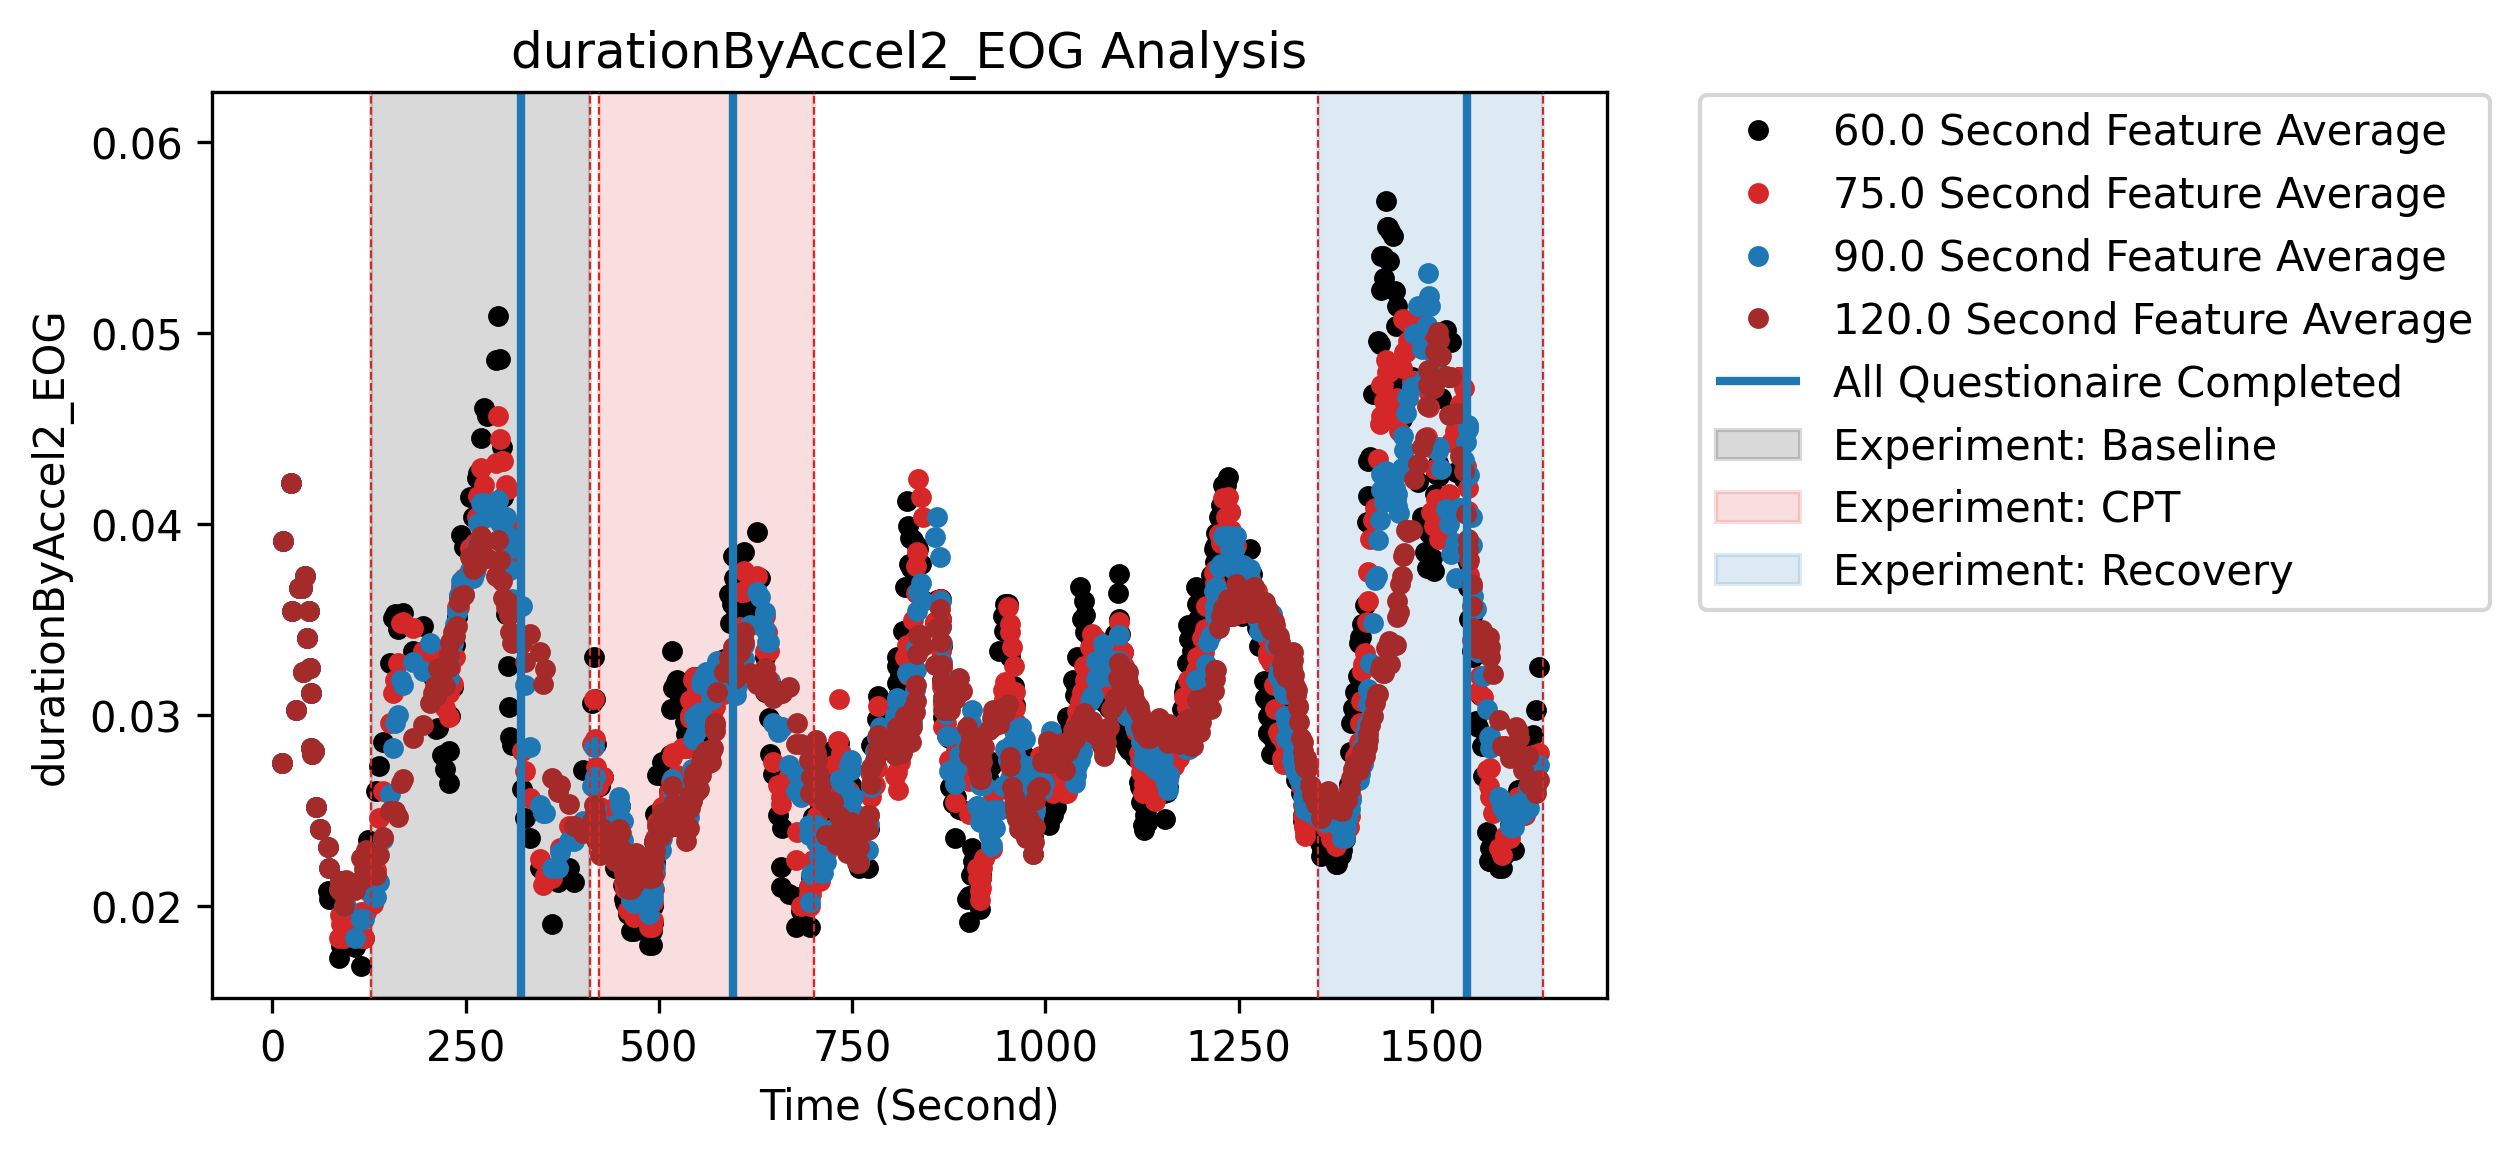 durationByAccel2_EOG Analysis
durationByAccel2_EOG
0.06
0.05
0.04
0.03
0.02
0
250
500
750
1000
1250
1500
Time (Second)
60.0 Second Feature Average
75.0 Second Feature Average
90.0 Second Feature Average
120.0 Second Feature Average
All Questionaire Completed
Experiment: Baseline
Experiment: CPT
Experiment: Recovery